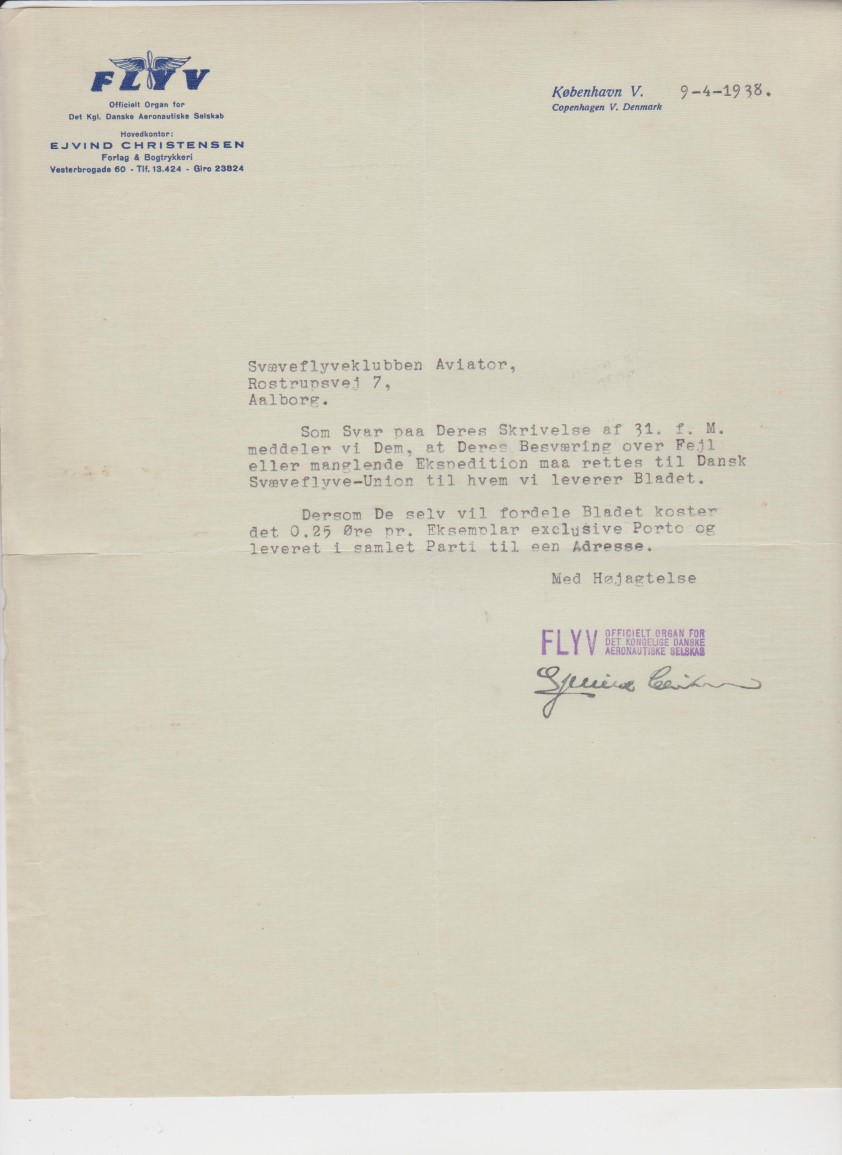 FLYV
Officielt Organ for
Det Kgl. Danske Aeronautiske Selskab
Hovedkontor:
EJVIND CHRISTENSEN
Forlag & Bogtrykkeri
Vesterbrogade 60 - Tlf. 13.424 - Giro 23824
København V. 9-4-1938.
Copenhagen V. Denmark
Svæveflyveklubben Aviator,
Rostrupsvej 7,
Aalborg.
Som Svar paa Deres Skrivelse af 31. f. M.
meddeler vi Dem, at Deres Besværing over Fejl
eller manglende Ekspedition maa rettes til Dansk
Svæveflyve-Union til hvem vi leverer Bladet.
Dersom De selv vil fordele Bladet koster
det 0.25 Øre pr. Eksemplar exclusive Porto og
leveret i samlet Parti til een Adresse.
Med Højagtelse
FLYV OFFICIELT ORGAN FOR
DET KONGELIGE DANSKE
AERONAUTISKE SELSKAB
Ejvind Christensen